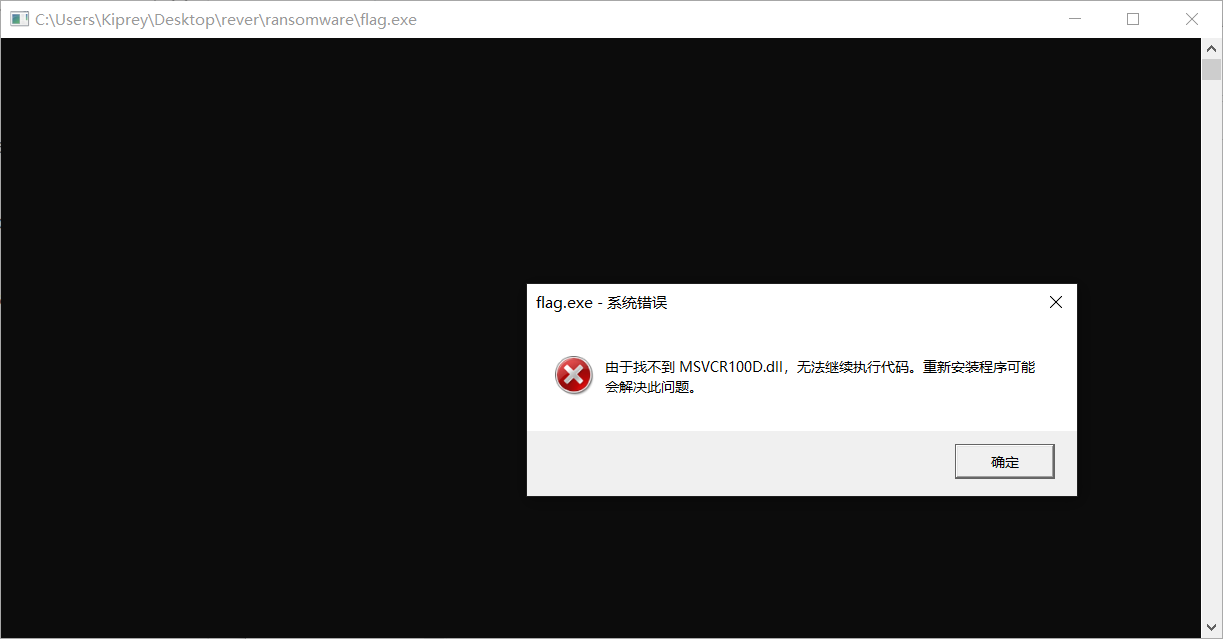 C:\Users\Kiprey\Desktop\rever\ransomware\flag.exe
flag.exe - 系统错误
由于找不到 MSVCR100D.dll，无法继续执行代码。重新安装程序可能
会解决此问题。
确定